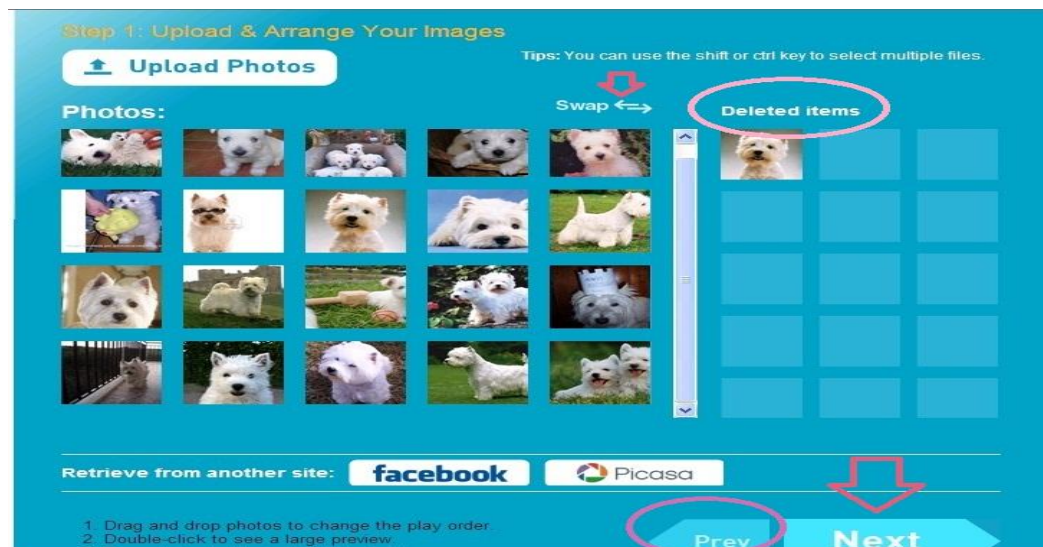 Step 1: Upload & Arrange Your Images
Upload Photos
Tips: You can use the shift or ctrl key to select multiple files.
Photos:
Swap
Deleted items
Retrieve from another site:
facebook
Picasa
1. Drag and drop photos to change the play order.
2. Double-click to see a large preview.
Prev
Next